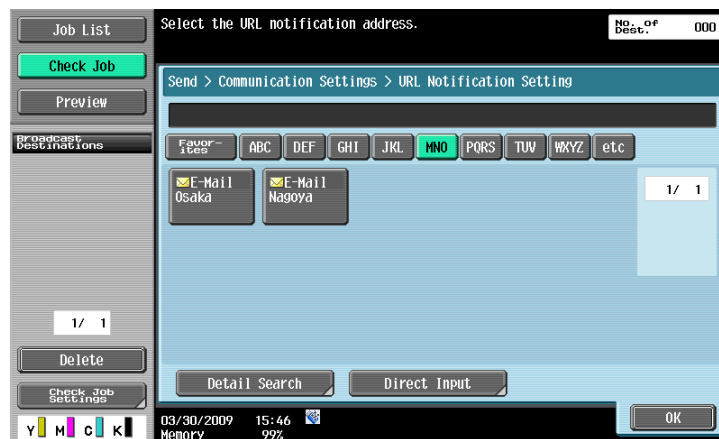 Job List
Check Job
Preview
Broadcast
Destinations
1/ 1
Delete
Check Job
Settings
Y M C K
Select the URL notification address.
No. of
Dest. 000
Send > Communication Settings > URL Notification Setting
Favor-
ites ABC DEF GHI JKL MNO PQRS TUV WXYZ etc
E-Mail E-Mail
Osaka Nagoya
1/ 1
Detail Search Direct Input
03/30/2009 15:46
Memory 99%
OK